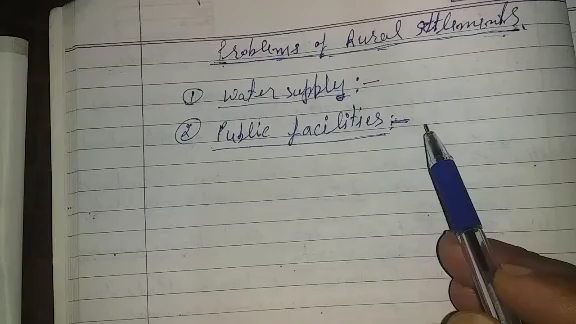 Problems of Rural settlements.
① Water supply :-
② Public facilities :-